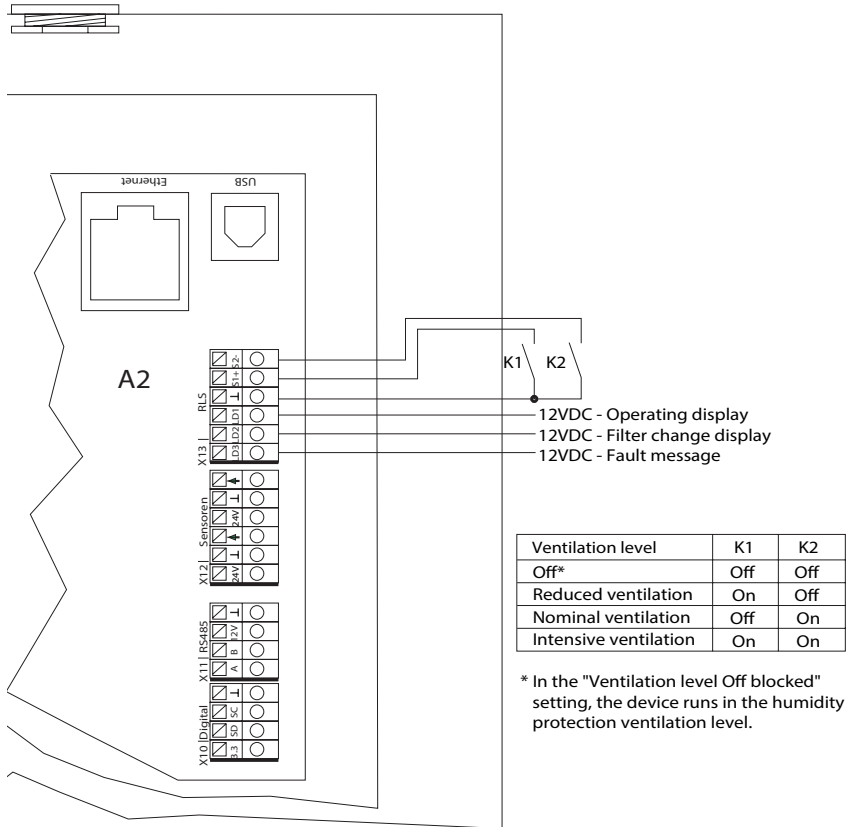 Ethernet
USB
A2
X13 | RLS
S2-
S1+
⊥
LD1
LD2
LD3
K1
K2
12VDC - Operating display
12VDC - Filter change display
12VDC - Fault message
X12 | Sensoren
⊥
24V
⊥
24V
X11 | RS485
⊥
12V
B
A
X10 | Digital
⊥
SC
SD
3.3
Ventilation level K1 K2
Off* Off Off
Reduced ventilation On Off
Nominal ventilation Off On
Intensive ventilation On On
* In the "Ventilation level Off blocked"
setting, the device runs in the humidity
protection ventilation level.